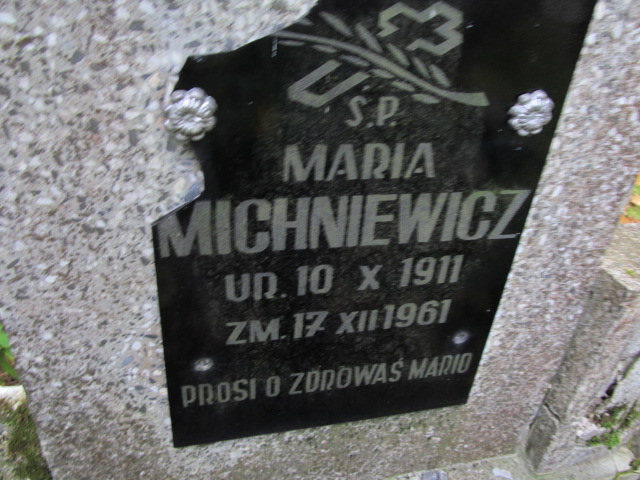 Ś.P.
MARIA
MICHNIEWICZ
UR. 10 X 1911
ZM. 17 XII 1961
PROSI O ZDROWAŚ MARIO